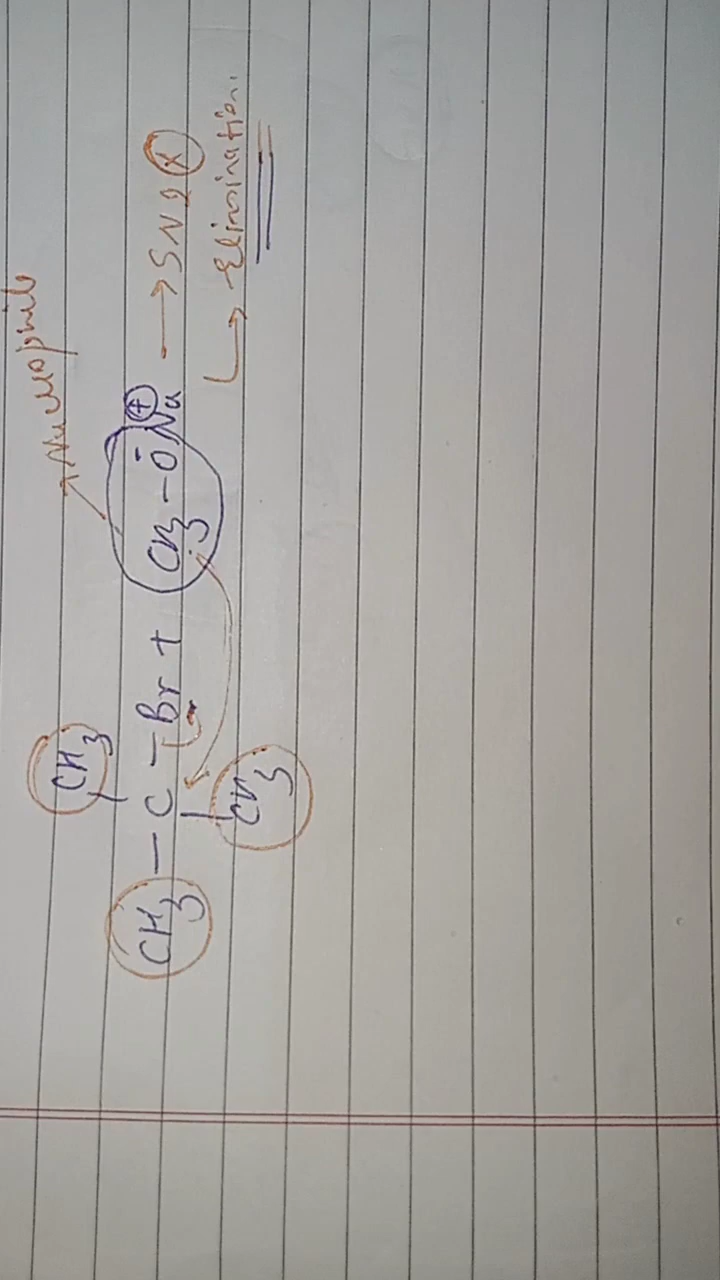 Nucleophile
CH3
CH3 — C — Br + CH3 — O⁻ Na⊕ → SN2 ⓧ
CH3
↳ Elimination.